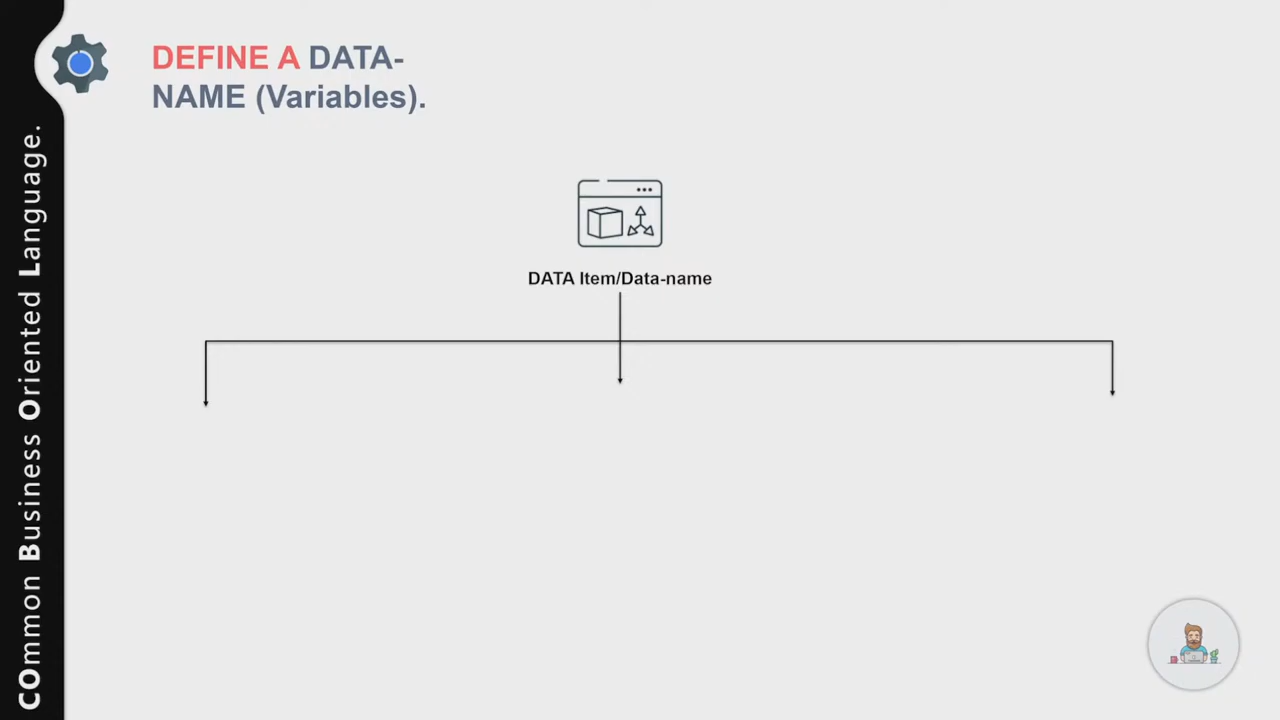 DEFINE A DATA-
NAME (Variables).
DATA Item/Data-name
COmmon Business Oriented Language.